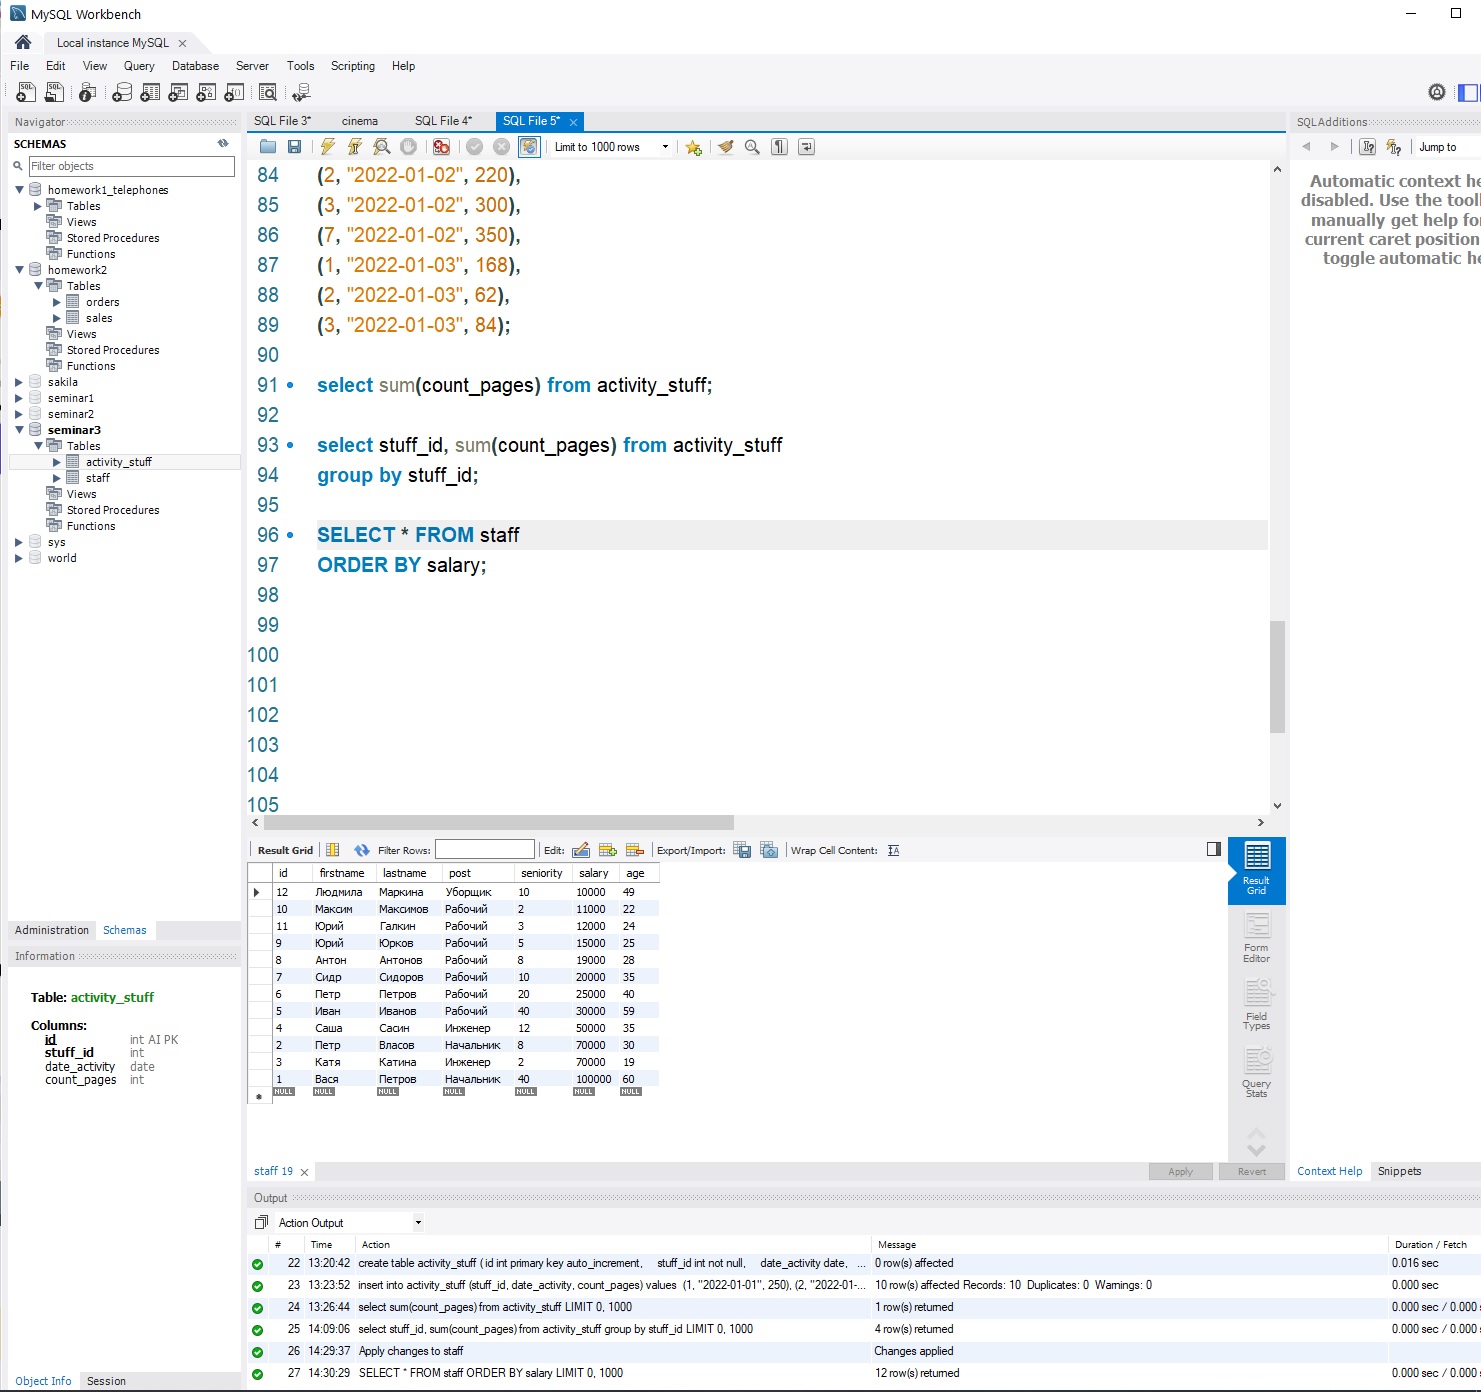 MySQL Workbench
Local instance MySQL
File Edit View Query Database Server Tools Scripting Help
Navigator
SCHEMAS
Filter objects
homework1_telephones
Tables
Views
Stored Procedures
Functions
homework2
Tables
orders
sales
Views
Stored Procedures
Functions
sakila
seminar1
seminar2
seminar3
Tables
activity_stuff
staff
Views
Stored Procedures
Functions
sys
world
Administration Schemas
Information
Table: activity_stuff
Columns:
id int AI PK
stuff_id int
date_activity date
count_pages int
Object Info Session
SQL File 3* cinema SQL File 4* SQL File 5*
Limit to 1000 rows
84 (2, "2022-01-02", 220),
85 (3, "2022-01-02", 300),
86 (7, "2022-01-02", 350),
87 (1, "2022-01-03", 168),
88 (2, "2022-01-03", 62),
89 (3, "2022-01-03", 84);
90
91 select sum(count_pages) from activity_stuff;
92
93 select stuff_id, sum(count_pages) from activity_stuff
94 group by stuff_id;
95
96 SELECT * FROM staff
97 ORDER BY salary;
98
99
100
101
102
103
104
105
Result Grid Filter Rows: Edit: Export/Import: Wrap Cell Content:
id firstname lastname post seniority salary age
12 Людмила Маркина Уборщик 10 10000 49
10 Максим Максимов Рабочий 2 11000 22
11 Юрий Галкин Рабочий 3 12000 24
9 Юрий Юрков Рабочий 5 15000 25
8 Антон Антонов Рабочий 8 19000 28
7 Сидр Сидоров Рабочий 10 20000 35
6 Петр Петров Рабочий 20 25000 40
5 Иван Иванов Рабочий 40 30000 59
4 Саша Сасин Инженер 12 50000 35
2 Петр Власов Начальник 8 70000 30
3 Катя Катина Инженер 2 70000 19
1 Вася Петров Начальник 40 100000 60
NULL NULL NULL NULL NULL NULL NULL
Result
Grid
Form
Editor
Field
Types
Query
Stats
staff 19 Apply Revert
SQLAdditions
Jump to
Automatic context he
disabled. Use the tool
manually get help for
current caret position
toggle automatic he
Context Help Snippets
Output
Action Output
# Time Action Message Duration / Fetch
22 13:20:42 create table activity_stuff ( id int primary key auto_increment, stuff_id int not null, date_activity date, ... 0 row(s) affected 0.016 sec
23 13:23:52 insert into activity_stuff (stuff_id, date_activity, count_pages) values (1, "2022-01-01", 250), (2, "2022-01-... 10 row(s) affected Records: 10 Duplicates: 0 Warnings: 0 0.000 sec
24 13:26:44 select sum(count_pages) from activity_stuff LIMIT 0, 1000 1 row(s) returned 0.000 sec / 0.000
25 14:09:06 select stuff_id, sum(count_pages) from activity_stuff group by stuff_id LIMIT 0, 1000 4 row(s) returned 0.000 sec / 0.000
26 14:29:37 Apply changes to staff Changes applied
27 14:30:29 SELECT * FROM staff ORDER BY salary LIMIT 0, 1000 12 row(s) returned 0.000 sec / 0.000